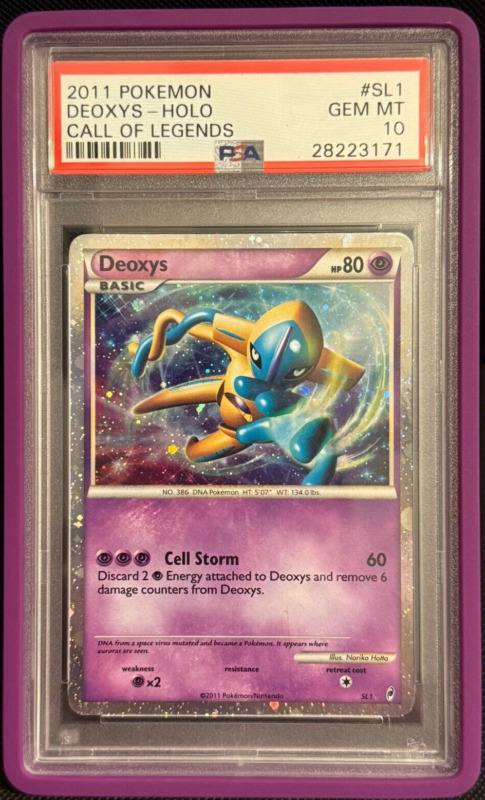 2011 POKEMON #SL1
DEOXYS - HOLO GEM MT
CALL OF LEGENDS 10
PSA 28223171
Deoxys HP 80
BASIC
NO. 386 DNA Pokémon HT: 5'07" WT: 134.0 lbs.
Cell Storm 60
Discard 2 Energy attached to Deoxys and remove 6
damage counters from Deoxys.
DNA from a space virus mutated and became a Pokémon. It appears where
auroras are seen.
Illus. Noriko Hotta
weakness resistance retreat cost
×2
©2011 Pokémon/Nintendo SL1